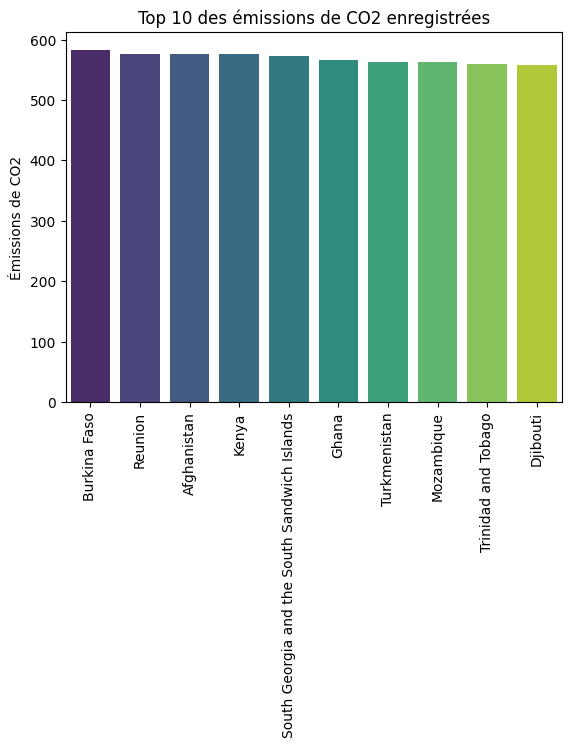 Top 10 des émissions de CO2 enregistrées
Émissions de CO2
600
500
400
300
200
100
0
Burkina Faso
Reunion
Afghanistan
Kenya
South Georgia and the South Sandwich Islands
Ghana
Turkmenistan
Mozambique
Trinidad and Tobago
Djibouti